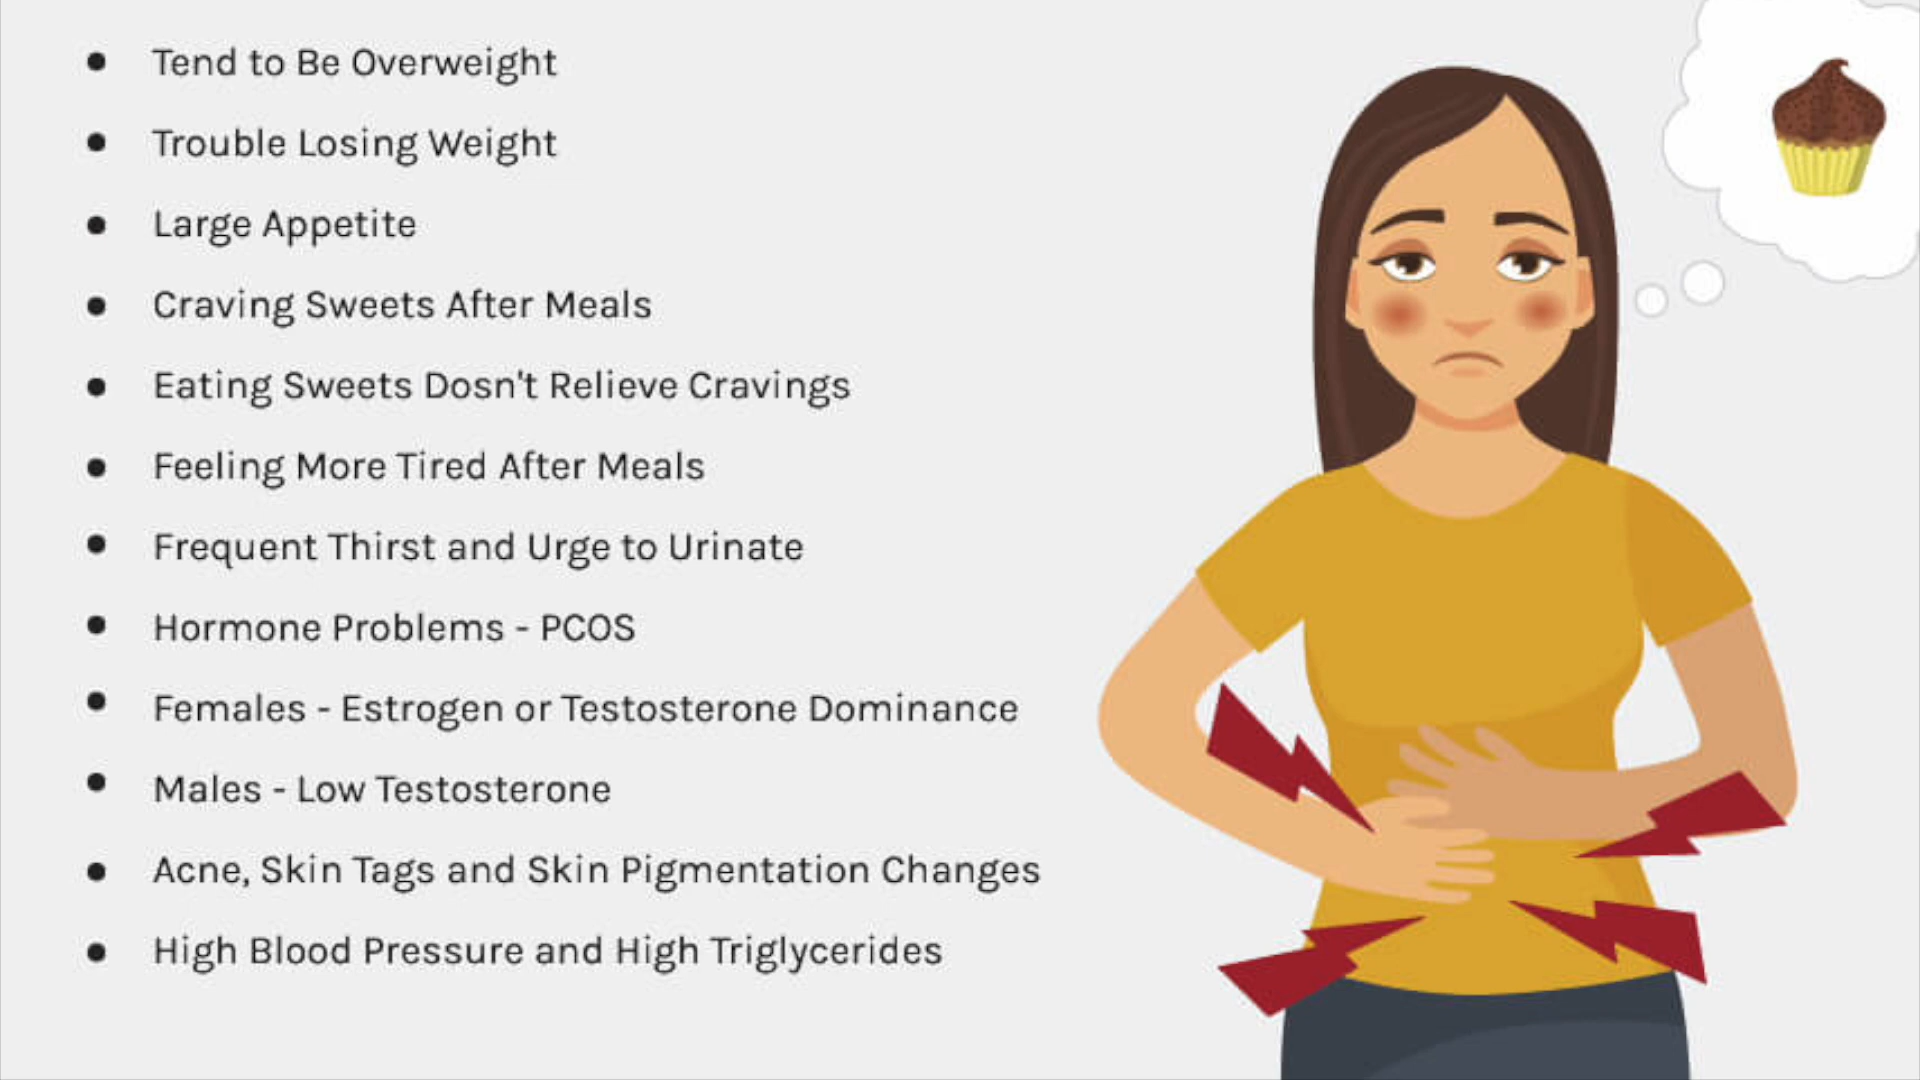 Tend to Be Overweight
Trouble Losing Weight
Large Appetite
Craving Sweets After Meals
Eating Sweets Dosn't Relieve Cravings
Feeling More Tired After Meals
Frequent Thirst and Urge to Urinate
Hormone Problems - PCOS
Females - Estrogen or Testosterone Dominance
Males - Low Testosterone
Acne, Skin Tags and Skin Pigmentation Changes
High Blood Pressure and High Triglycerides